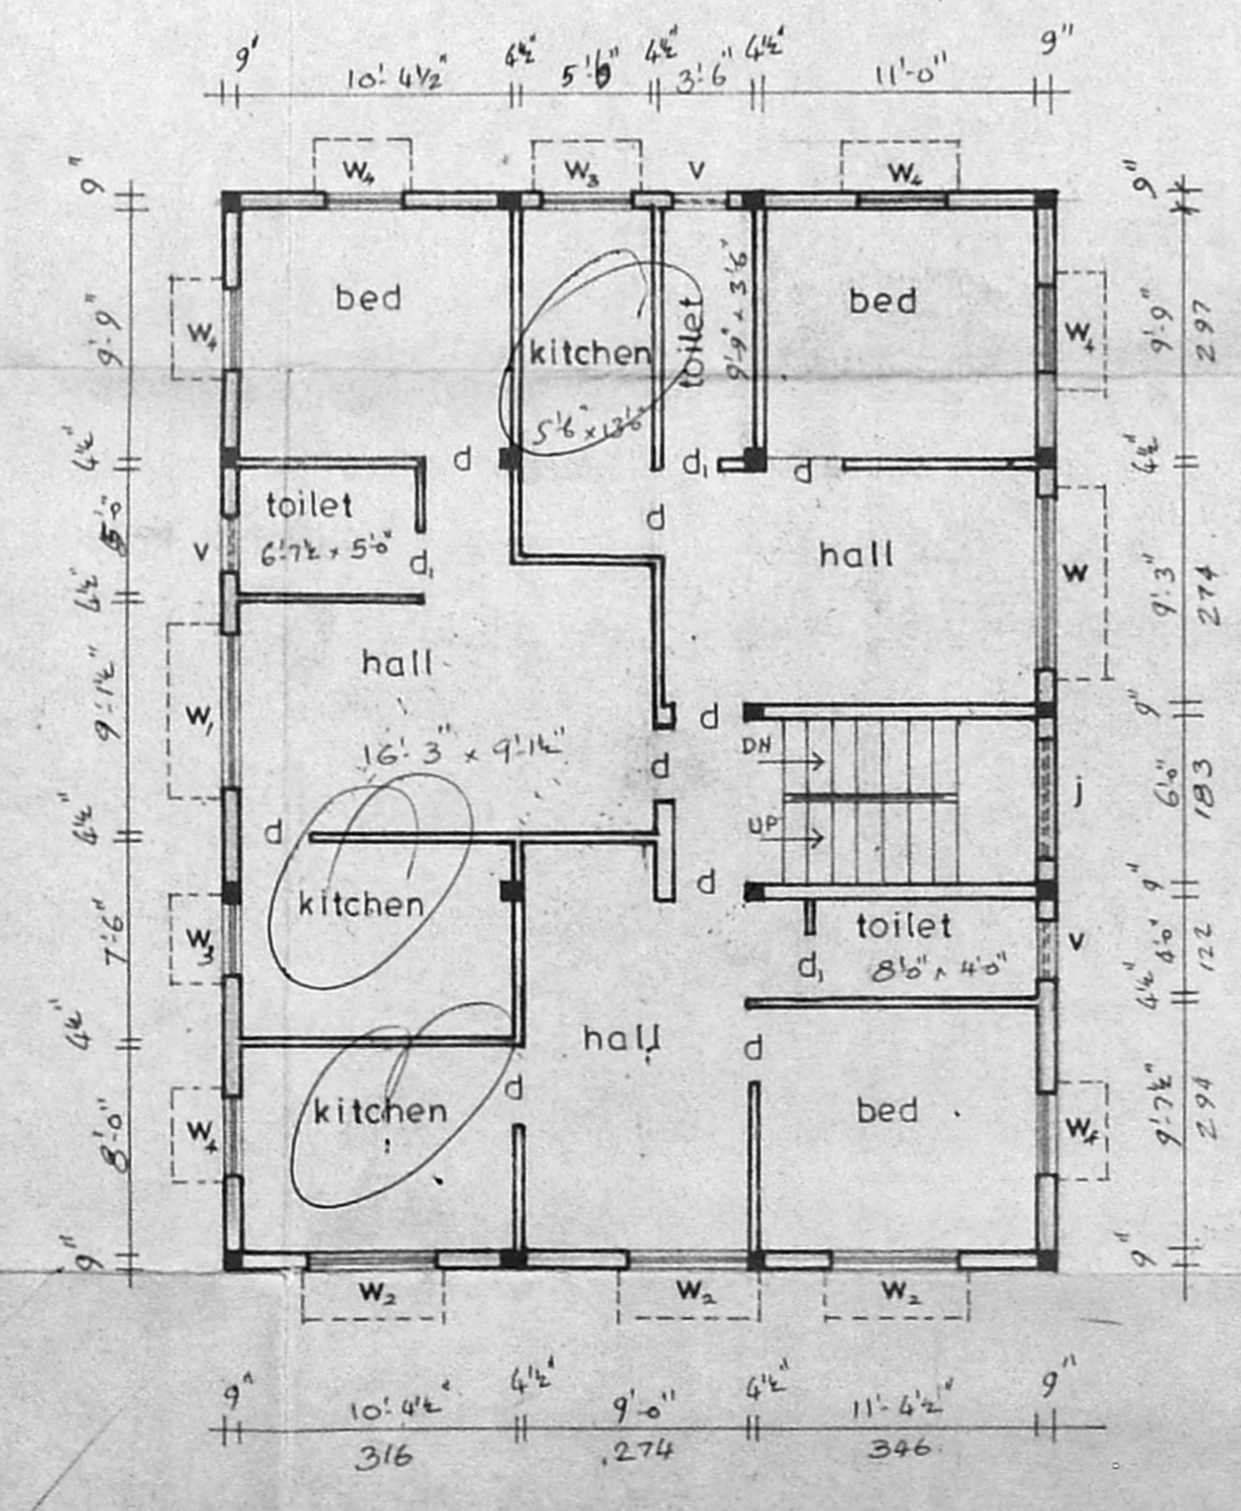 9" 10'-4½" 4½" 5'-6" 4½" 3'-6" 4½" 11'-0" 9"
W4 W3 V W4
9" 9"
bed kitchen toilet 9'-9" x 3'-6" bed
5'6" x 13'6"
W4 W4
9'-9" 9'-9" 297
4½" d d1 d 4½"
toilet d
6'-7½ x 5'-0" d1
5'-0" V
hall W 9'-3" 274
4½"
hall
9'-1½" W1
16'-3" x 9'-1½"
d 9"
DN
d j 6'-0" 183
UP
4½" d
d 9"
kitchen toilet
7'-6" W3 d1 8'-0" x 4'-0" V 4'-0" 122
4½" 4½"
hall d
d
kitchen bed
8'-0" W4 W4 9'-7½" 294
9" 9"
W2 W2 W2
9" 10'-4½" 4½" 9'-0" 4½" 11'-4½" 9"
316 274 346